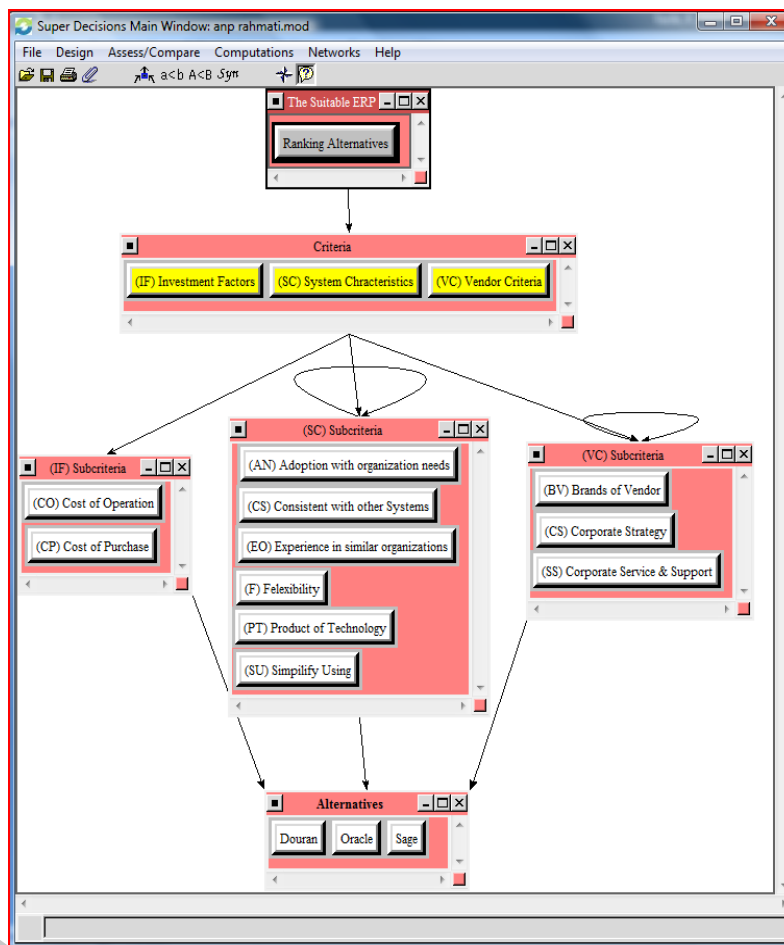 Super Decisions Main Window: anp rahmati.mod
File Design Assess/Compare Computations Networks Help
a<b A<B Syn
The Suitable ERP
Ranking Alternatives
Criteria
(IF) Investment Factors (SC) System Chracteristics (VC) Vendor Criteria
(IF) Subcriteria
(CO) Cost of Operation
(CP) Cost of Purchase
(SC) Subcriteria
(AN) Adoption with organization needs
(CS) Consistent with other Systems
(EO) Experience in similar organizations
(F) Felexibility
(PT) Product of Technology
(SU) Simpilify Using
(VC) Subcriteria
(BV) Brands of Vendor
(CS) Corporate Strategy
(SS) Corporate Service & Support
Alternatives
Douran Oracle Sage